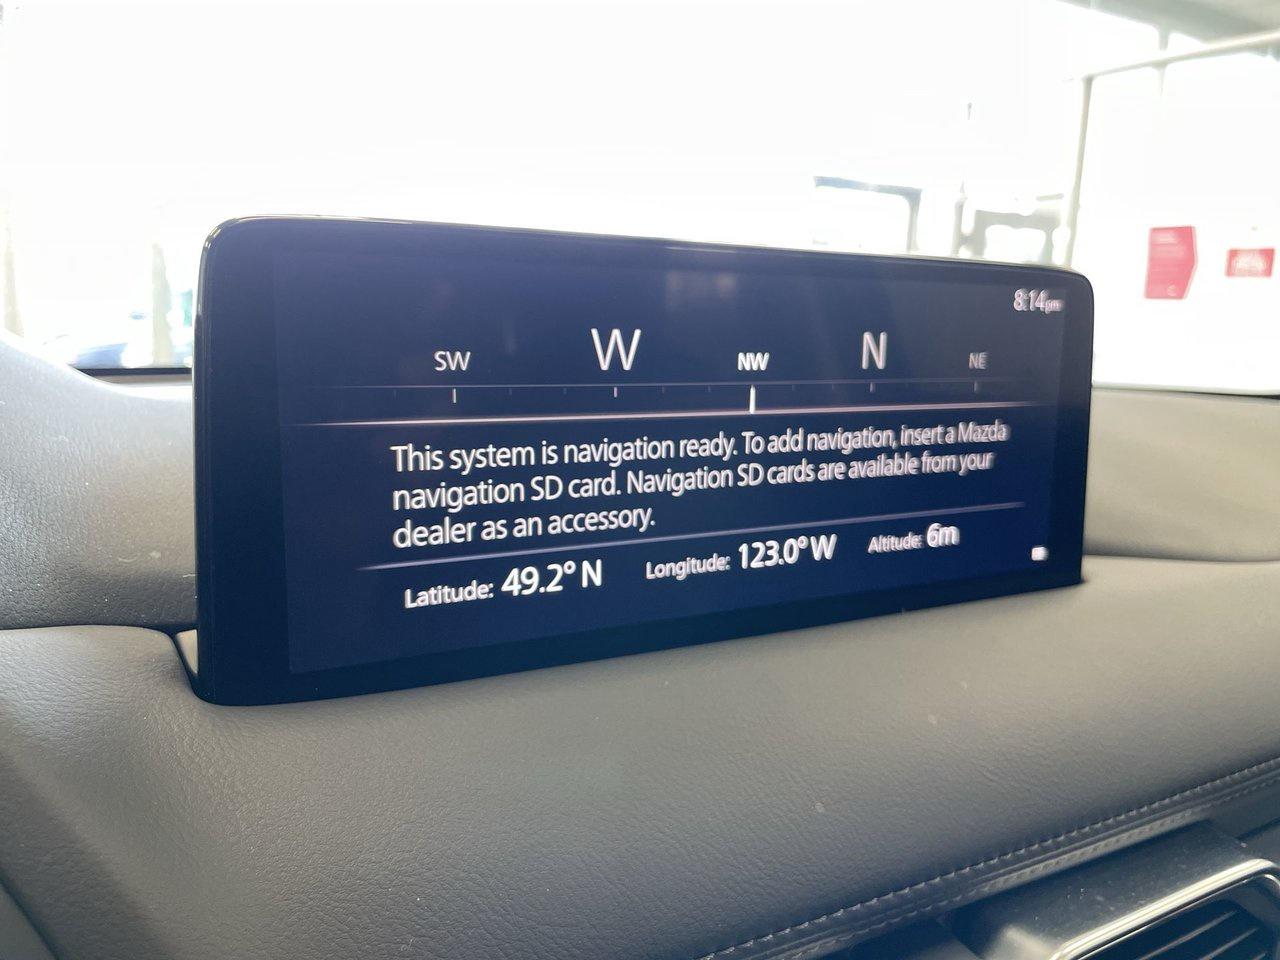 8:14pm
SW W NW N NE
This system is navigation ready. To add navigation, insert a Mazda
navigation SD card. Navigation SD cards are available from your
dealer as an accessory.
Latitude: 49.2° N Longitude: 123.0° W Altitude: 6m